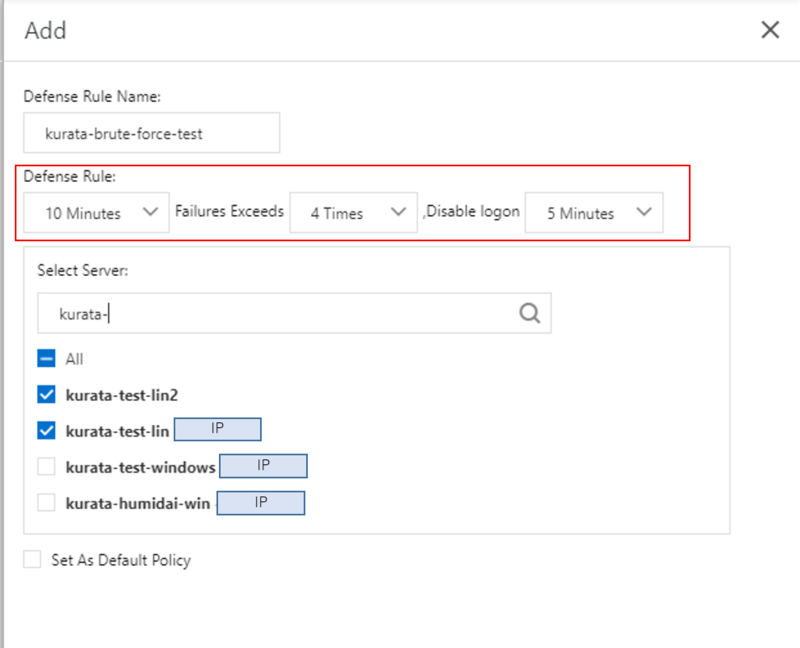 Add
Defense Rule Name:
kurata-brute-force-test
Defense Rule:
10 Minutes Failures Exceeds 4 Times ,Disable logon 5 Minutes
Select Server:
kurata-
All
kurata-test-lin2
kurata-test-lin IP
kurata-test-windows IP
kurata-humidai-win IP
Set As Default Policy